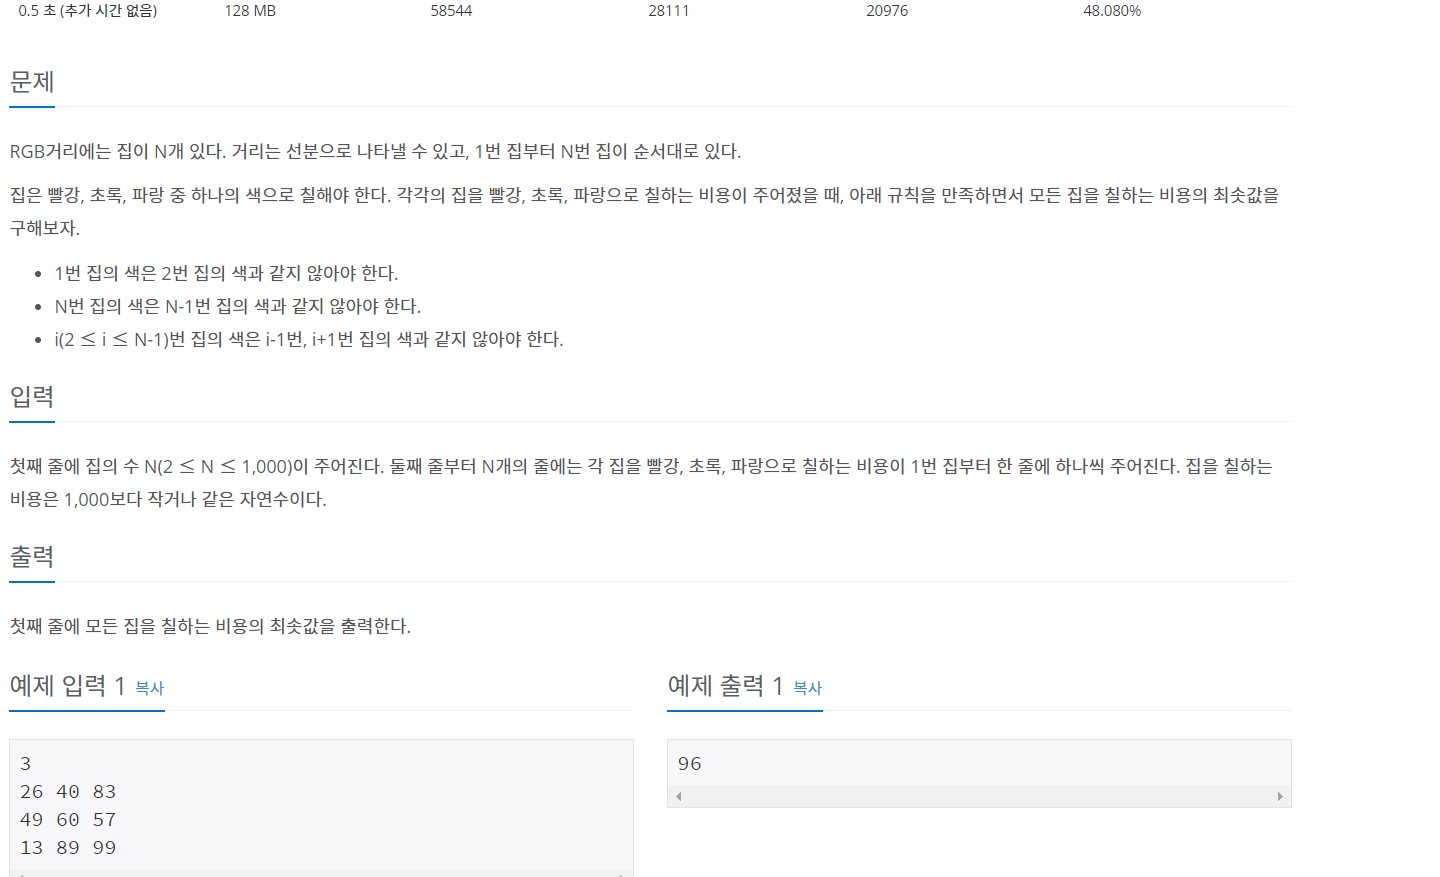 0.5 초 (추가 시간 없음) 128 MB 58544 28111 20976 48.080%
문제
RGB거리에는 집이 N개 있다. 거리는 선분으로 나타낼 수 있고, 1번 집부터 N번 집이 순서대로 있다.
집은 빨강, 초록, 파랑 중 하나의 색으로 칠해야 한다. 각각의 집을 빨강, 초록, 파랑으로 칠하는 비용이 주어졌을 때, 아래 규칙을 만족하면서 모든 집을 칠하는 비용의 최솟값을
구해보자.
• 1번 집의 색은 2번 집의 색과 같지 않아야 한다.
• N번 집의 색은 N-1번 집의 색과 같지 않아야 한다.
• i(2 ≤ i ≤ N-1)번 집의 색은 i-1번, i+1번 집의 색과 같지 않아야 한다.
입력
첫째 줄에 집의 수 N(2 ≤ N ≤ 1,000)이 주어진다. 둘째 줄부터 N개의 줄에는 각 집을 빨강, 초록, 파랑으로 칠하는 비용이 1번 집부터 한 줄에 하나씩 주어진다. 집을 칠하는
비용은 1,000보다 작거나 같은 자연수이다.
출력
첫째 줄에 모든 집을 칠하는 비용의 최솟값을 출력한다.
예제 입력 1 복사
3
26 40 83
49 60 57
13 89 99
예제 출력 1 복사
96